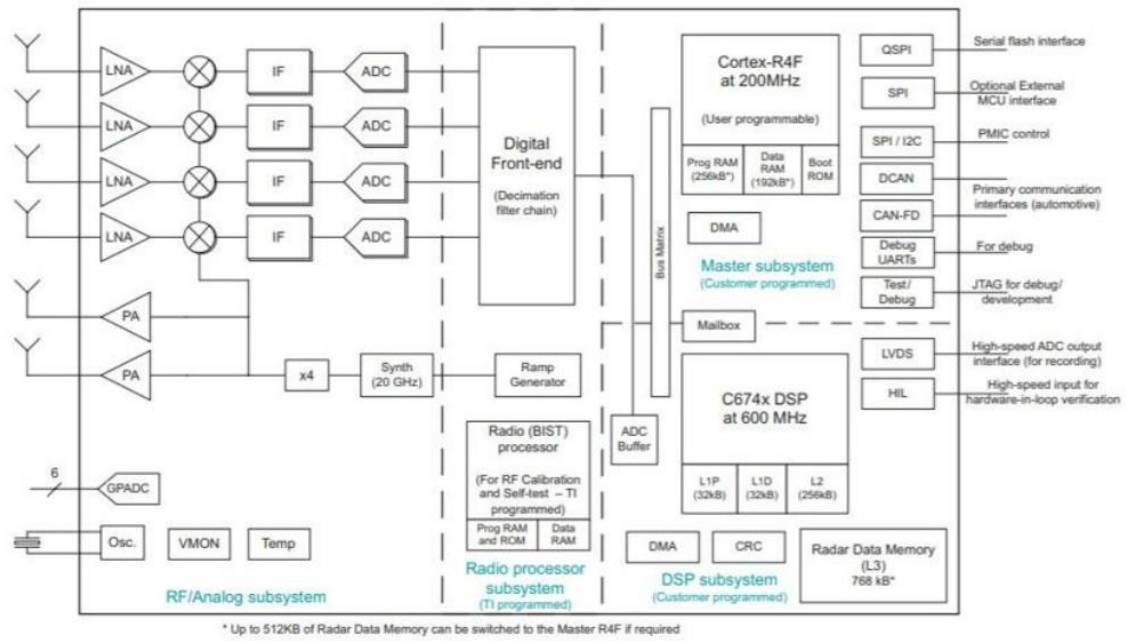 LNA
IF
ADC
LNA
IF
ADC
LNA
IF
ADC
LNA
IF
ADC
PA
PA
x4
Synth
(20 GHz)
Ramp
Generator
Digital
Front-end
(Decimation
filter chain)
6
GPADC
Osc.
VMON
Temp
RF/Analog subsystem
Radio (BIST)
processor
(For RF Calibration
and Self-test – TI
programmed)
Prog RAM
and ROM
Data
RAM
Radio processor
subsystem
(TI programmed)
ADC
Buffer
Bus Matrix
Cortex-R4F
at 200MHz
(User programmable)
Prog RAM
(256kB*)
Data
RAM
(192kB*)
Boot
ROM
DMA
Master subsystem
(Customer programmed)
Mailbox
C674x DSP
at 600 MHz
L1P
(32kB)
L1D
(32kB)
L2
(256kB)
DMA
CRC
DSP subsystem
(Customer programmed)
Radar Data Memory
(L3)
768 kB*
QSPI
Serial flash interface
SPI
Optional External
MCU interface
SPI / I2C
PMIC control
DCAN
CAN-FD
Primary communication
interfaces (automotive)
Debug
UARTs
For debug
Test/
Debug
JTAG for debug/
development
LVDS
High-speed ADC output
interface (for recording)
HIL
High-speed input for
hardware-in-loop verification
* Up to 512KB of Radar Data Memory can be switched to the Master R4F if required